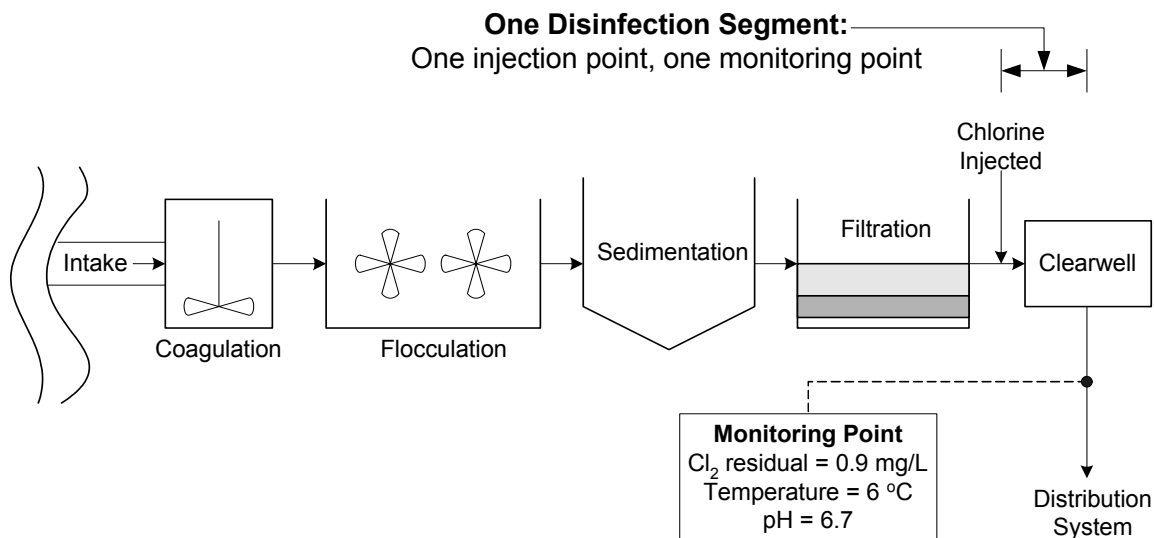 One Disinfection Segment:
One injection point, one monitoring point
Chlorine
Injected
Intake
Coagulation
Flocculation
Sedimentation
Filtration
Clearwell
Monitoring Point
Cl₂ residual = 0.9 mg/L
Temperature = 6 ºC
pH = 6.7
Distribution
System